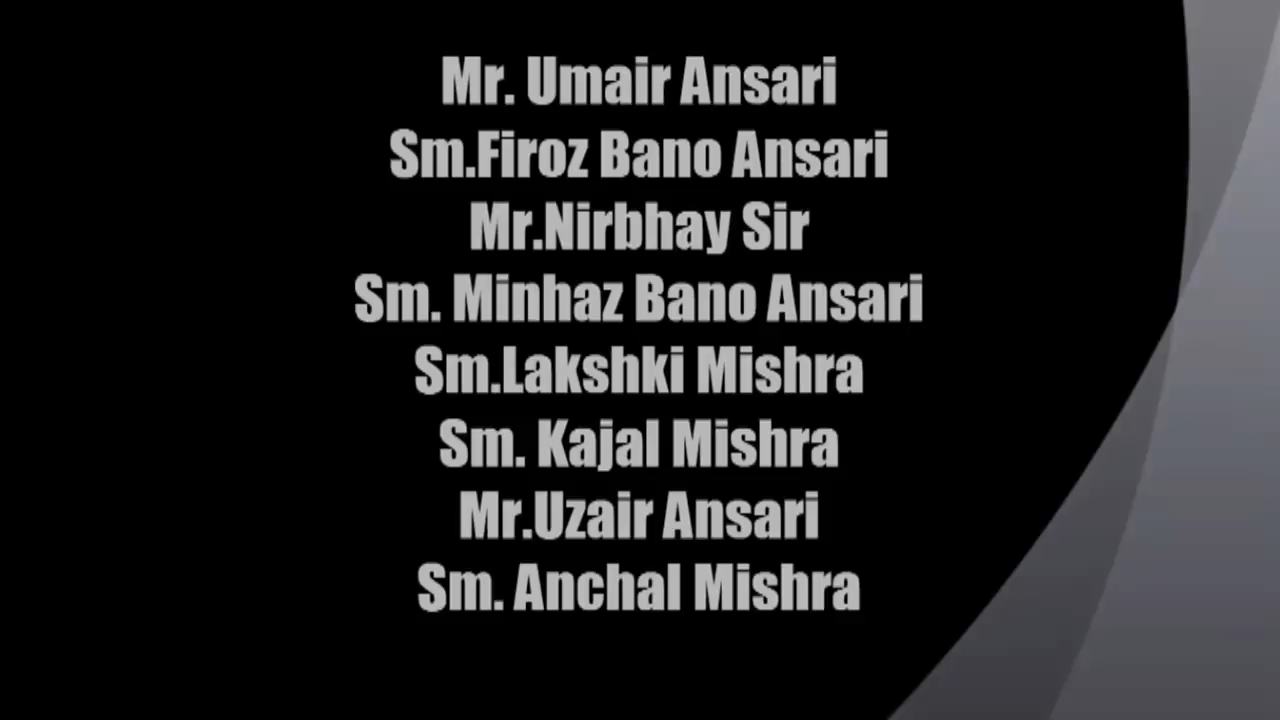 Mr. Umair Ansari
Sm.Firoz Bano Ansari
Mr.Nirbhay Sir
Sm. Minhaz Bano Ansari
Sm.Lakshki Mishra
Sm. Kajal Mishra
Mr.Uzair Ansari
Sm. Anchal Mishra